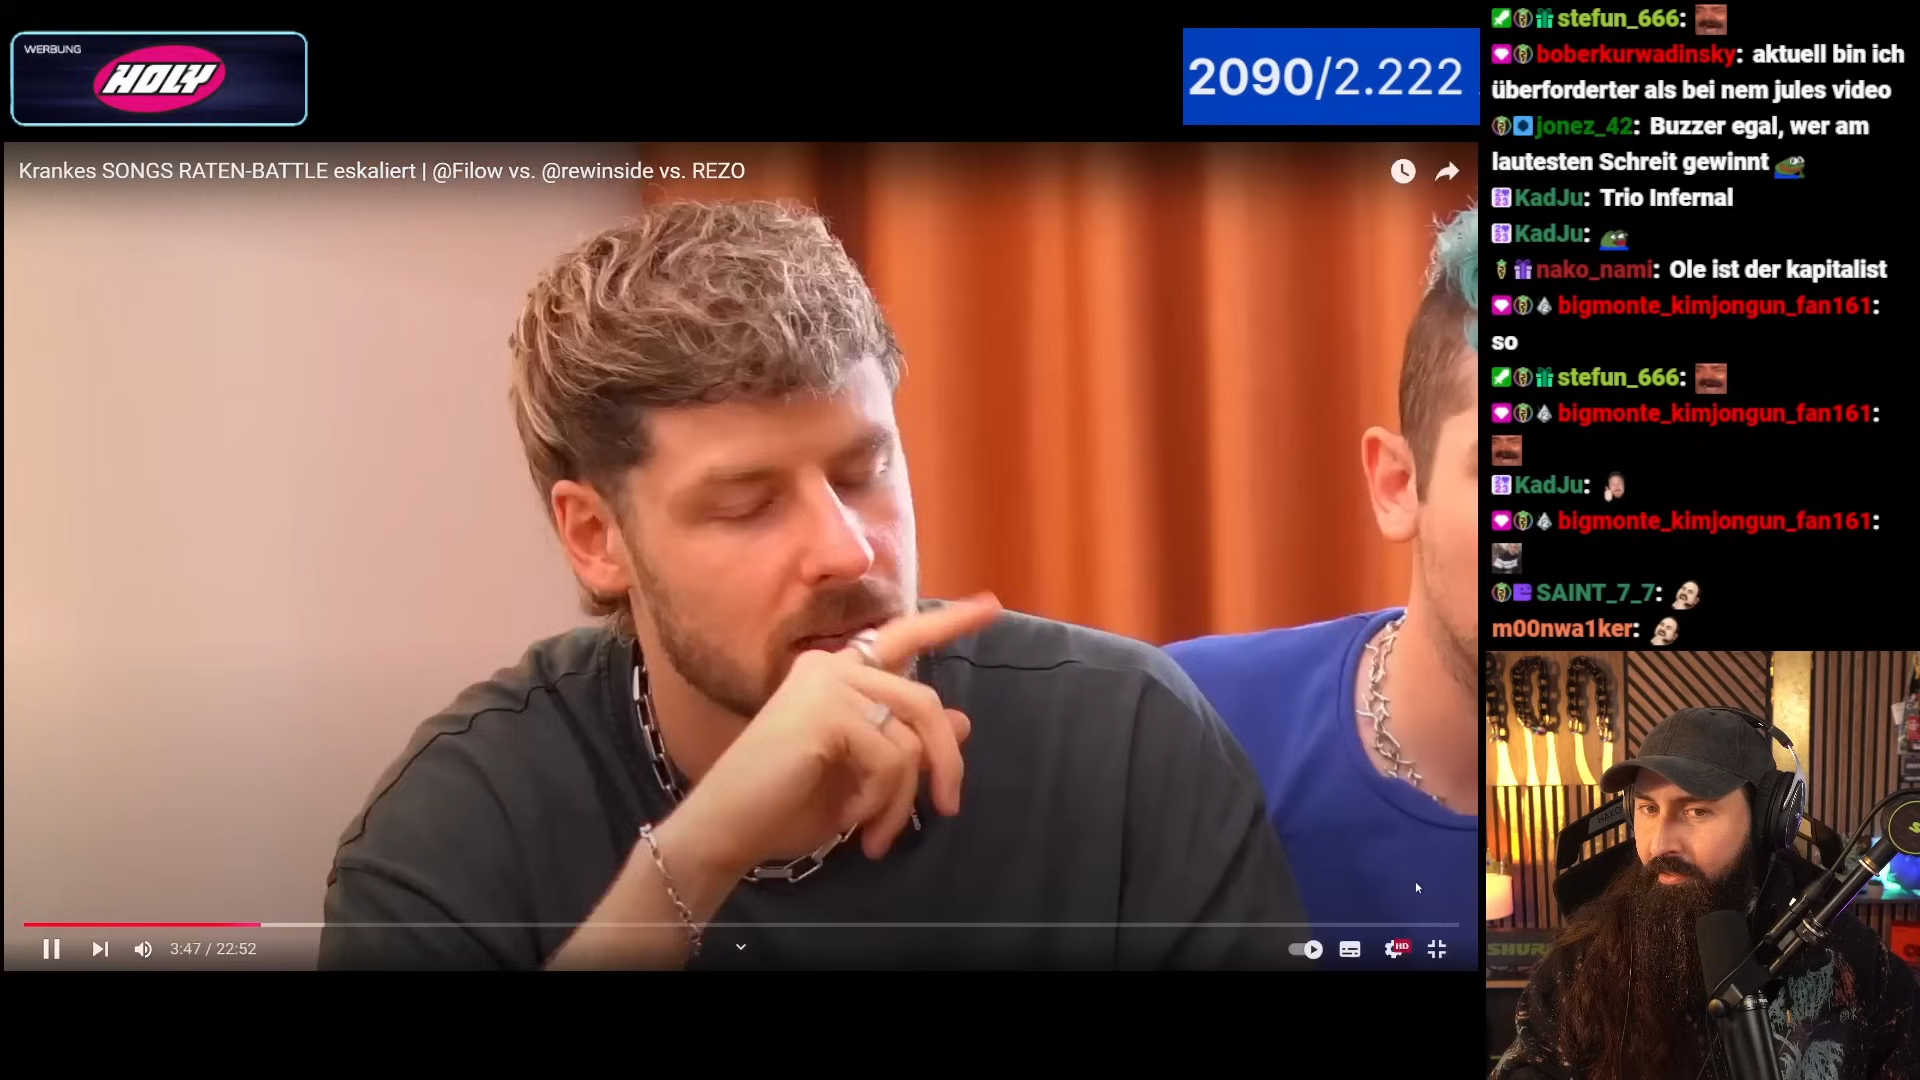 WERBUNG
HOLY
2090/2.222
Krankes SONGS RATEN-BATTLE eskaliert | @Filow vs. @rewinside vs. REZO
3:47 / 22:52
HD
stefun_666:
boberkurwadinsky: aktuell bin ich
überforderter als bei nem jules video
jonez_42: Buzzer egal, wer am
lautesten Schreit gewinnt
KadJu: Trio Infernal
KadJu:
nako_nami: Ole ist der kapitalist
bigmonte_kimjongun_fan161:
so
stefun_666:
bigmonte_kimjongun_fan161:
KadJu:
bigmonte_kimjongun_fan161:
SAINT_7_7:
m00nwa1ker:
SHURE